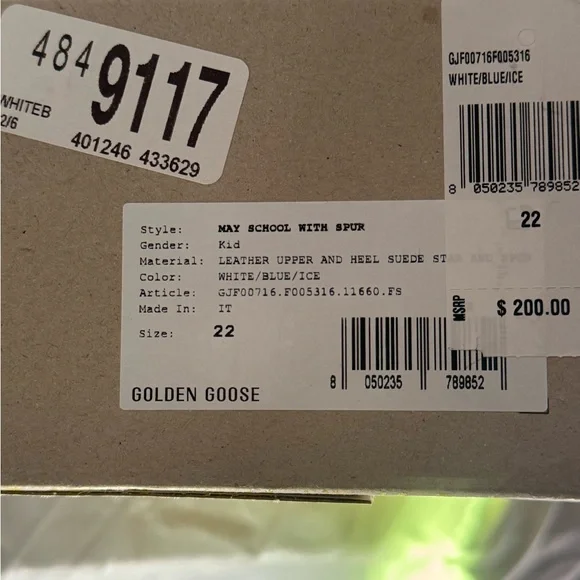 484 9117
WHITEB
2/6
401246 433629
GJF00716F005316
WHITE/BLUE/ICE
8 050235 789852
22
MSRP $ 200.00
Style: MAY SCHOOL WITH SPUR
Gender: Kid
Material: LEATHER UPPER AND HEEL SUEDE ST
Color: WHITE/BLUE/ICE
Article: GJF00716.F005316.11660.FS
Made In: IT
Size: 22
8 050235 789852
GOLDEN GOOSE